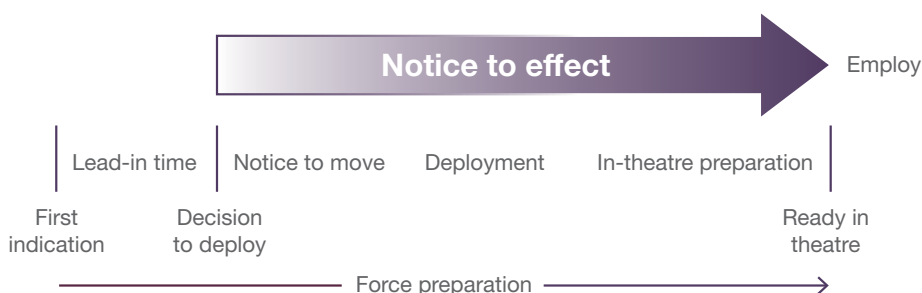 Notice to effect
Employ
Lead-in time
Notice to move
Deployment
In-theatre preparation
First
indication
Decision
to deploy
Ready in
theatre
Force preparation